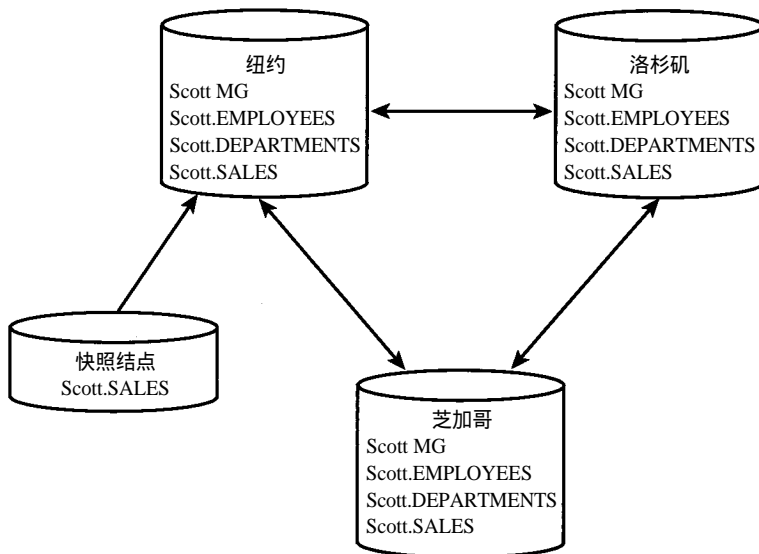 纽约
Scott MG
Scott.EMPLOYEES
Scott.DEPARTMENTS
Scott.SALES
洛杉矶
Scott MG
Scott.EMPLOYEES
Scott.DEPARTMENTS
Scott.SALES
快照结点
Scott.SALES
芝加哥
Scott MG
Scott.EMPLOYEES
Scott.DEPARTMENTS
Scott.SALES